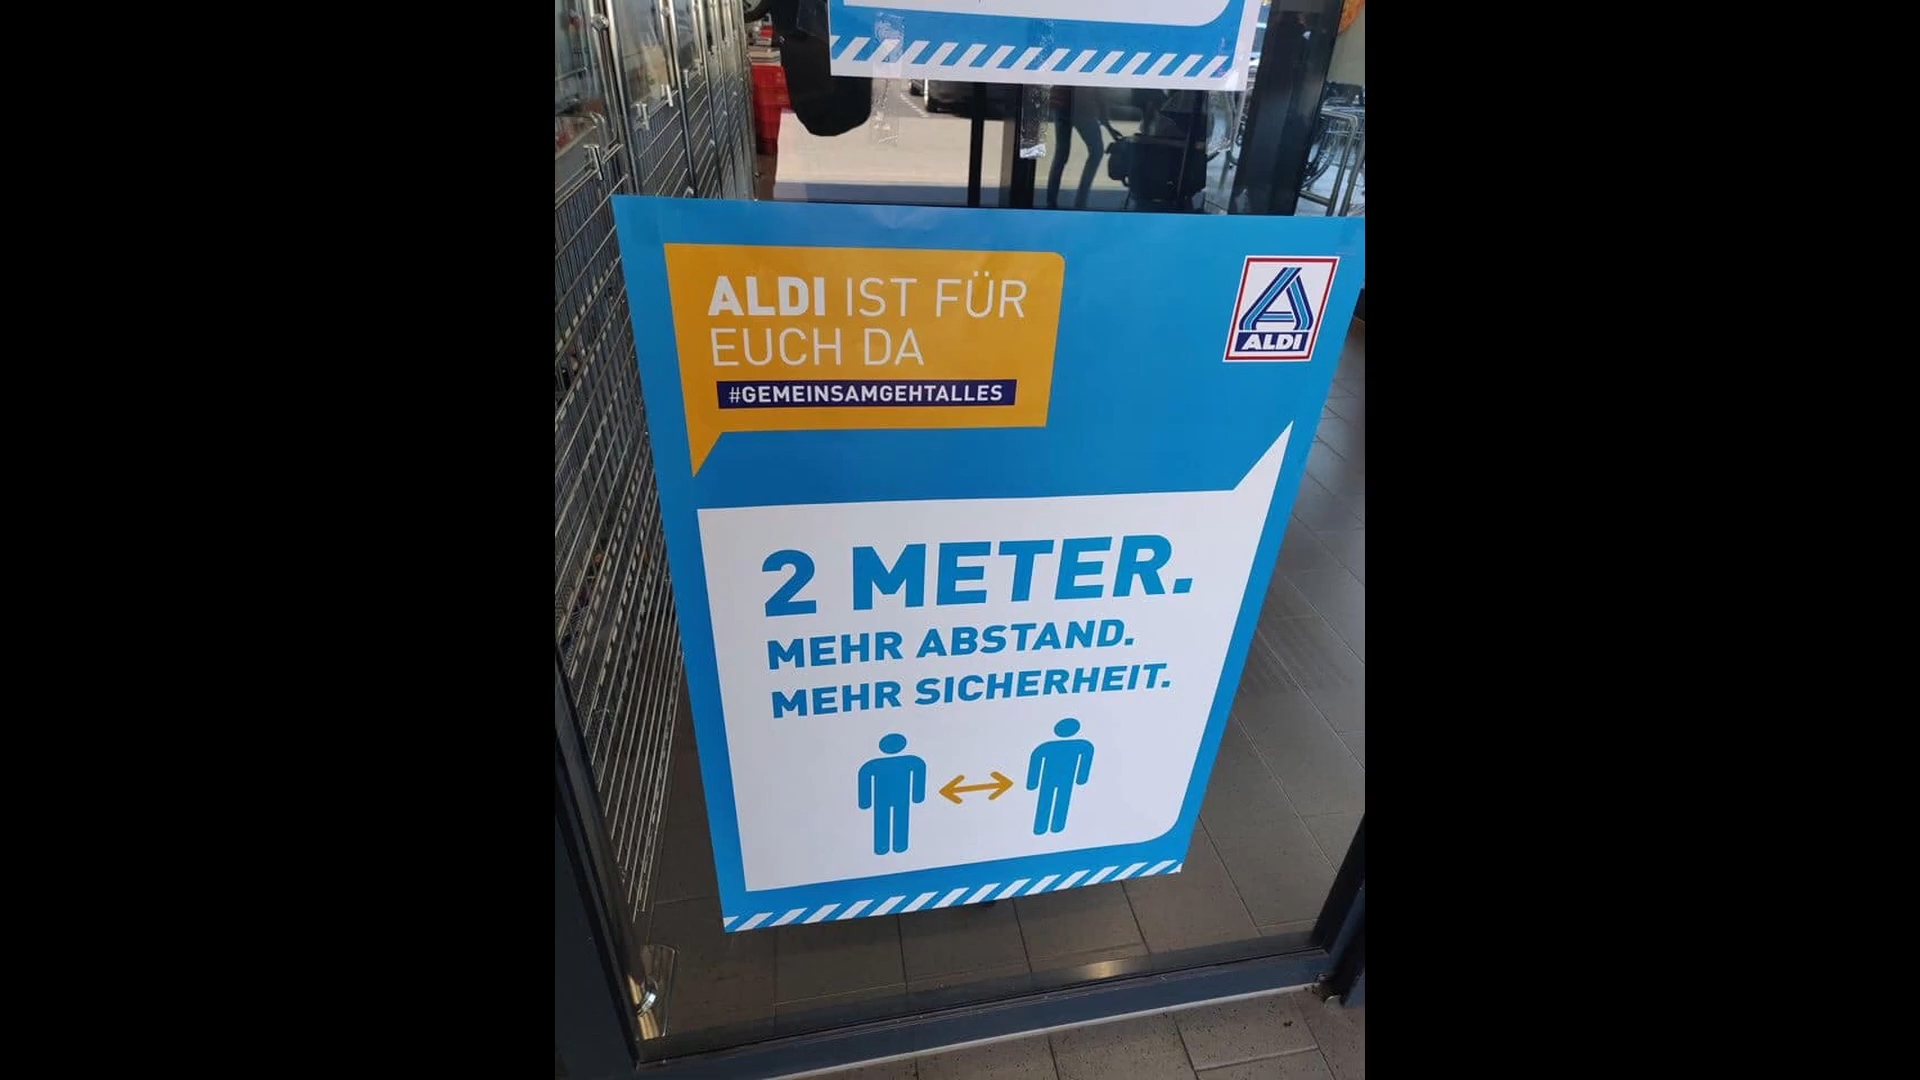 ALDI IST FÜR
EUCH DA
#GEMEINSAMGEHTALLES
ALDI
2 METER.
MEHR ABSTAND.
MEHR SICHERHEIT.